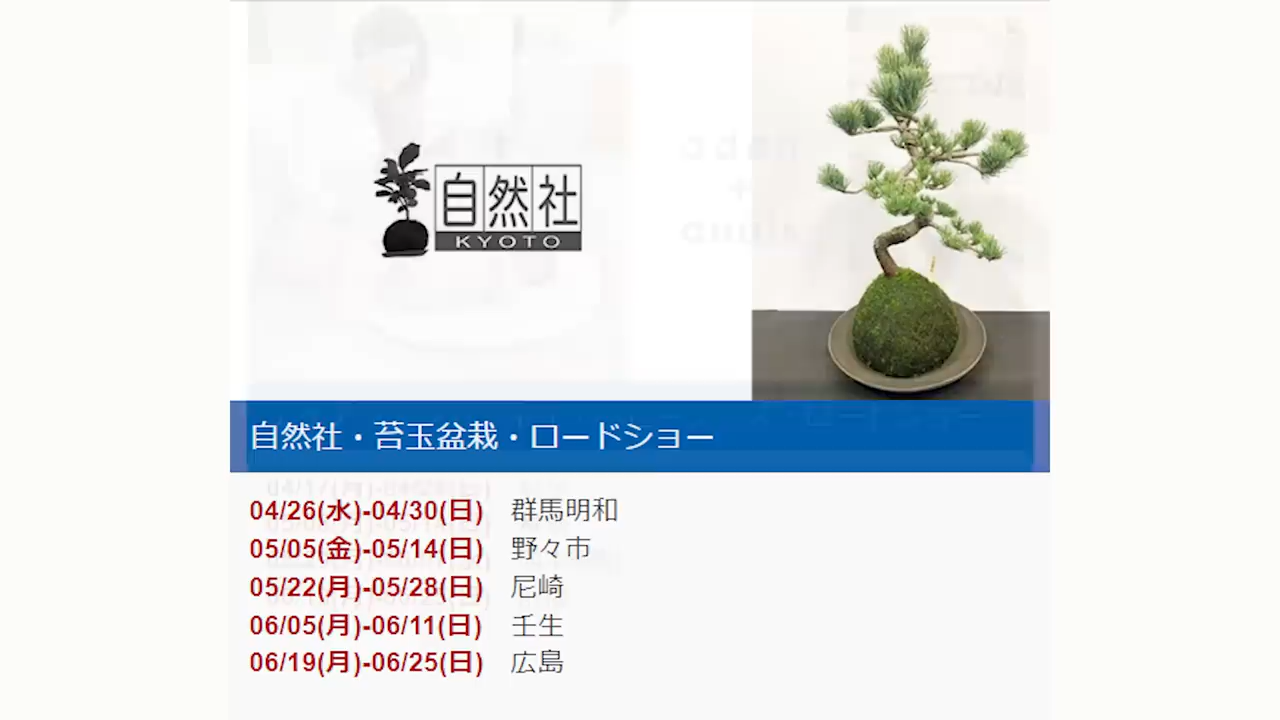 自然社
KYOTO
自然社・苔玉盆栽・ロードショー
04/26(水)-04/30(日) 群馬明和
05/05(金)-05/14(日) 野々市
05/22(月)-05/28(日) 尼崎
06/05(月)-06/11(日) 壬生
06/19(月)-06/25(日) 広島